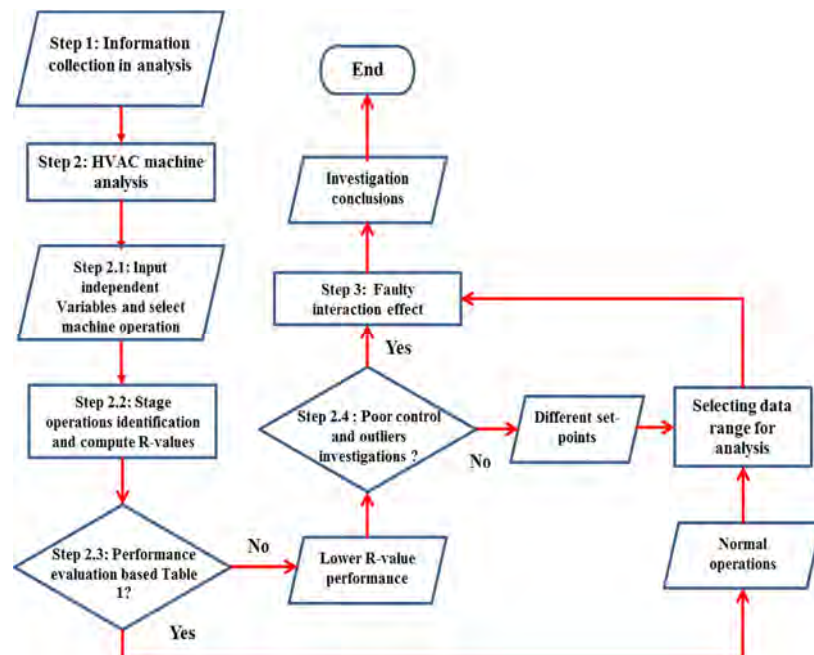 Step 1: Information
collection in analysis
Step 2: HVAC machine
analysis
Step 2.1: Input
independent
Variables and select
machine operation
Step 2.2: Stage
operations identification
and compute R-values
Step 2.3: Performance
evaluation based Table
1?
No
Yes
Lower R-value
performance
Step 2.4 : Poor control
and outliers
investigations ?
Yes
No
Different set-
points
Normal
operations
Selecting data
range for
analysis
Step 3: Faulty
interaction effect
Investigation
conclusions
End